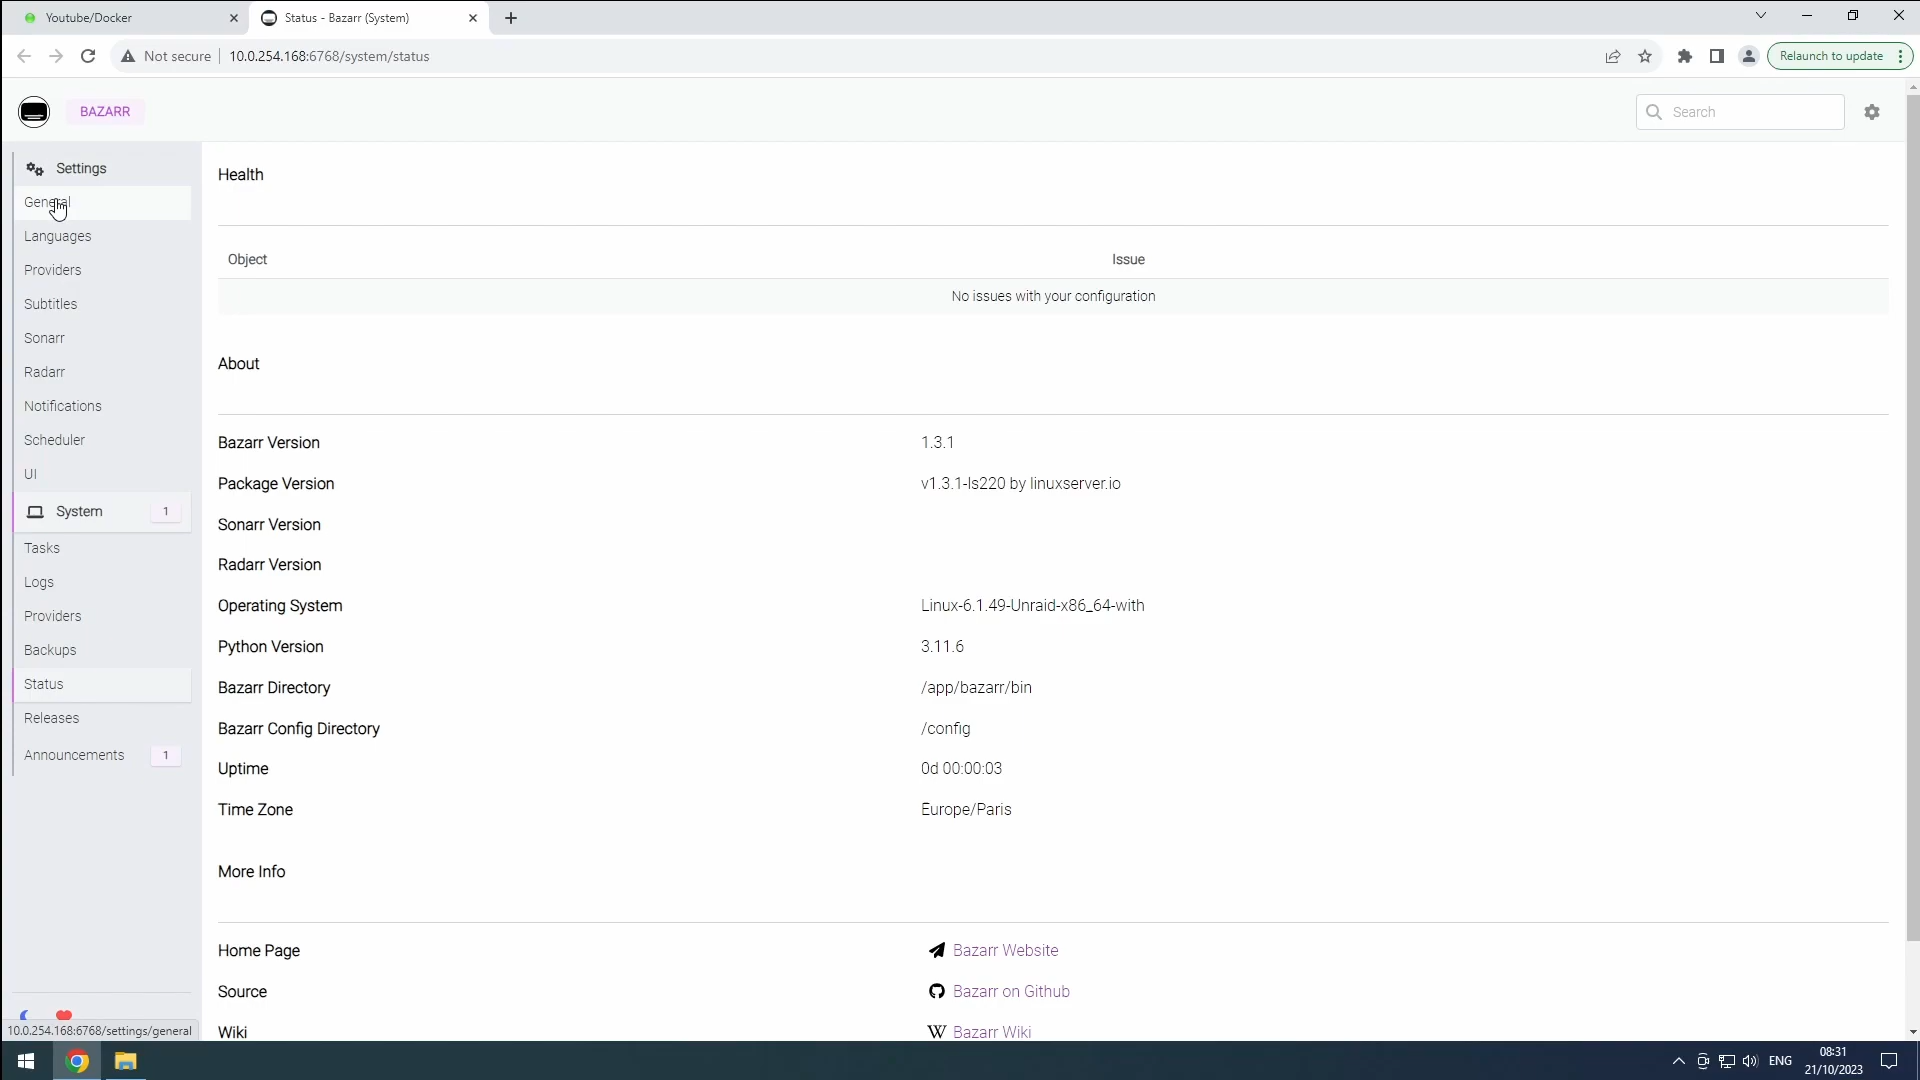 Youtube/Docker
Status - Bazarr (System)
Not secure
10.0.254.168:6768/system/status
Relaunch to update
BAZARR
Search
Settings
General
Languages
Providers
Subtitles
Sonarr
Radarr
Notifications
Scheduler
UI
System 1
Tasks
Logs
Providers
Backups
Status
Releases
Announcements 1
Health
Object Issue
No issues with your configuration
About
Bazarr Version 1.3.1
Package Version v1.3.1-ls220 by linuxserver.io
Sonarr Version
Radarr Version
Operating System Linux-6.1.49-Unraid-x86_64-with
Python Version 3.11.6
Bazarr Directory /app/bazarr/bin
Bazarr Config Directory /config
Uptime 0d 00:00:03
Time Zone Europe/Paris
More Info
Home Page Bazarr Website
Source Bazarr on Github
Wiki Bazarr Wiki
10.0.254.168:6768/settings/general
ENG
08:31
21/10/2023